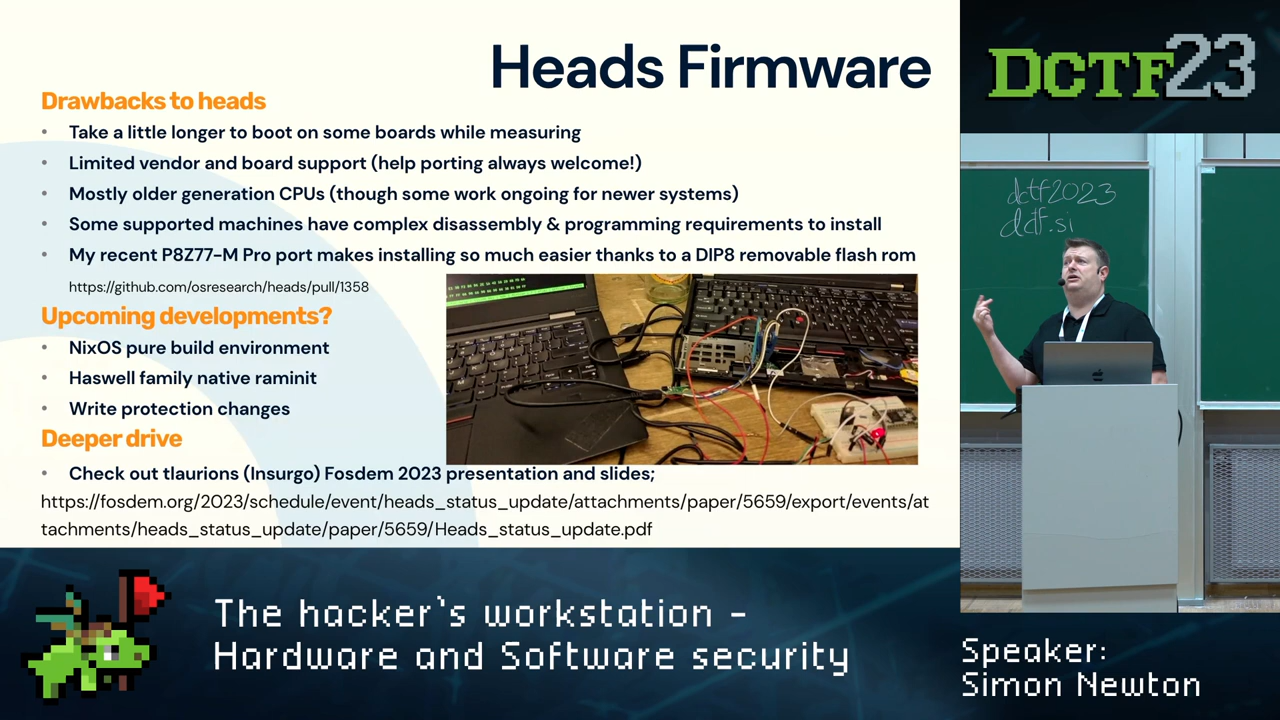 Heads Firmware
Drawbacks to heads
• Take a little longer to boot on some boards while measuring
• Limited vendor and board support (help porting always welcome!)
• Mostly older generation CPUs (though some work ongoing for newer systems)
• Some supported machines have complex disassembly & programming requirements to install
• My recent P8Z77-M Pro port makes installing so much easier thanks to a DIP8 removable flash rom
https://github.com/osresearch/heads/pull/1358
Upcoming developments?
• NixOS pure build environment
• Haswell family native raminit
• Write protection changes
Deeper drive
• Check out tlaurions (Insurgo) Fosdem 2023 presentation and slides;
https://fosdem.org/2023/schedule/event/heads_status_update/attachments/paper/5659/export/events/at
tachments/heads_status_update/paper/5659/Heads_status_update.pdf
DCTF23
dctf2023
dctf.si
The hacker`s workstation -
Hardware and Software security
Speaker:
Simon Newton